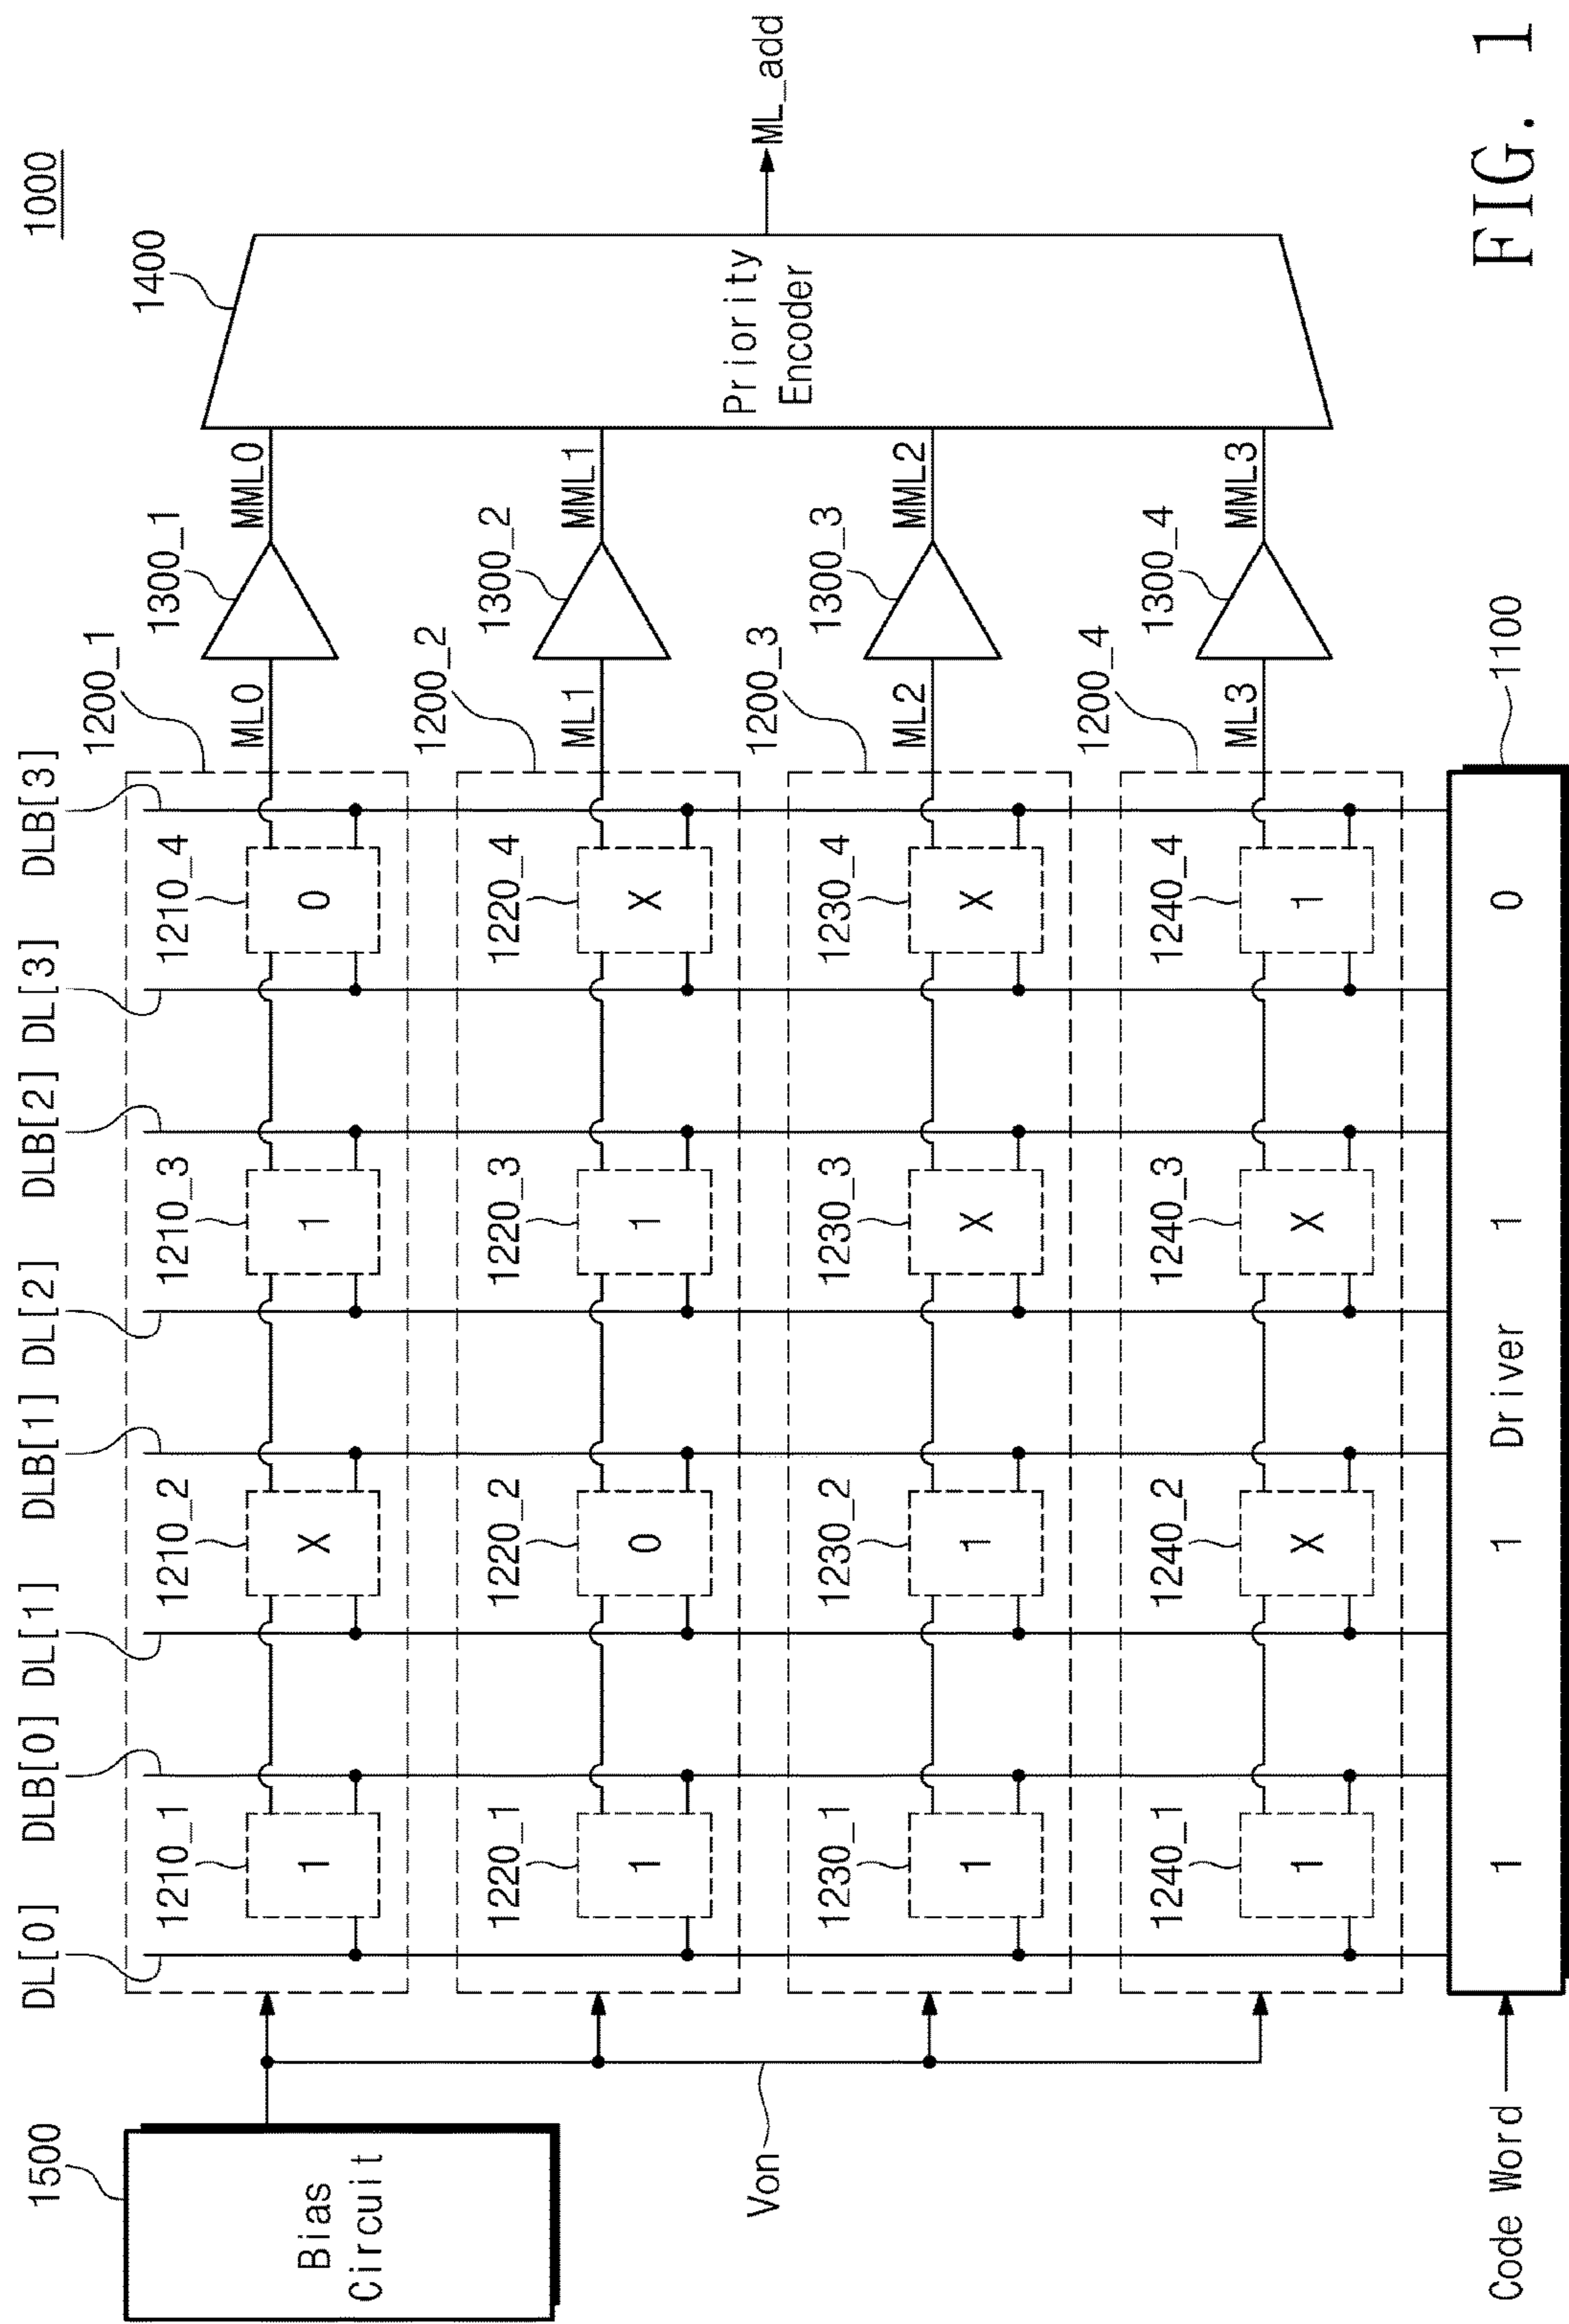 1000
DL[0] DLB[0] DL[1] DLB[1] DL[2] DLB[2] DL[3] DLB[3]
1500
Bias
Circuit
Von
1200_1
1210_1 1210_2 1210_3 1210_4
1 X 1 0
ML0
1300_1
MML0
1200_2
1220_1 1220_2 1220_3 1220_4
1 0 1 X
ML1
1300_2
MML1
1200_3
1230_1 1230_2 1230_3 1230_4
1 1 X X
ML2
1300_3
MML2
1200_4
1240_1 1240_2 1240_3 1240_4
1 X X 1
ML3
1300_4
MML3
1400
Priority
Encoder
ML_add
Code Word
1 1 Driver 1 0
1100
FIG. 1